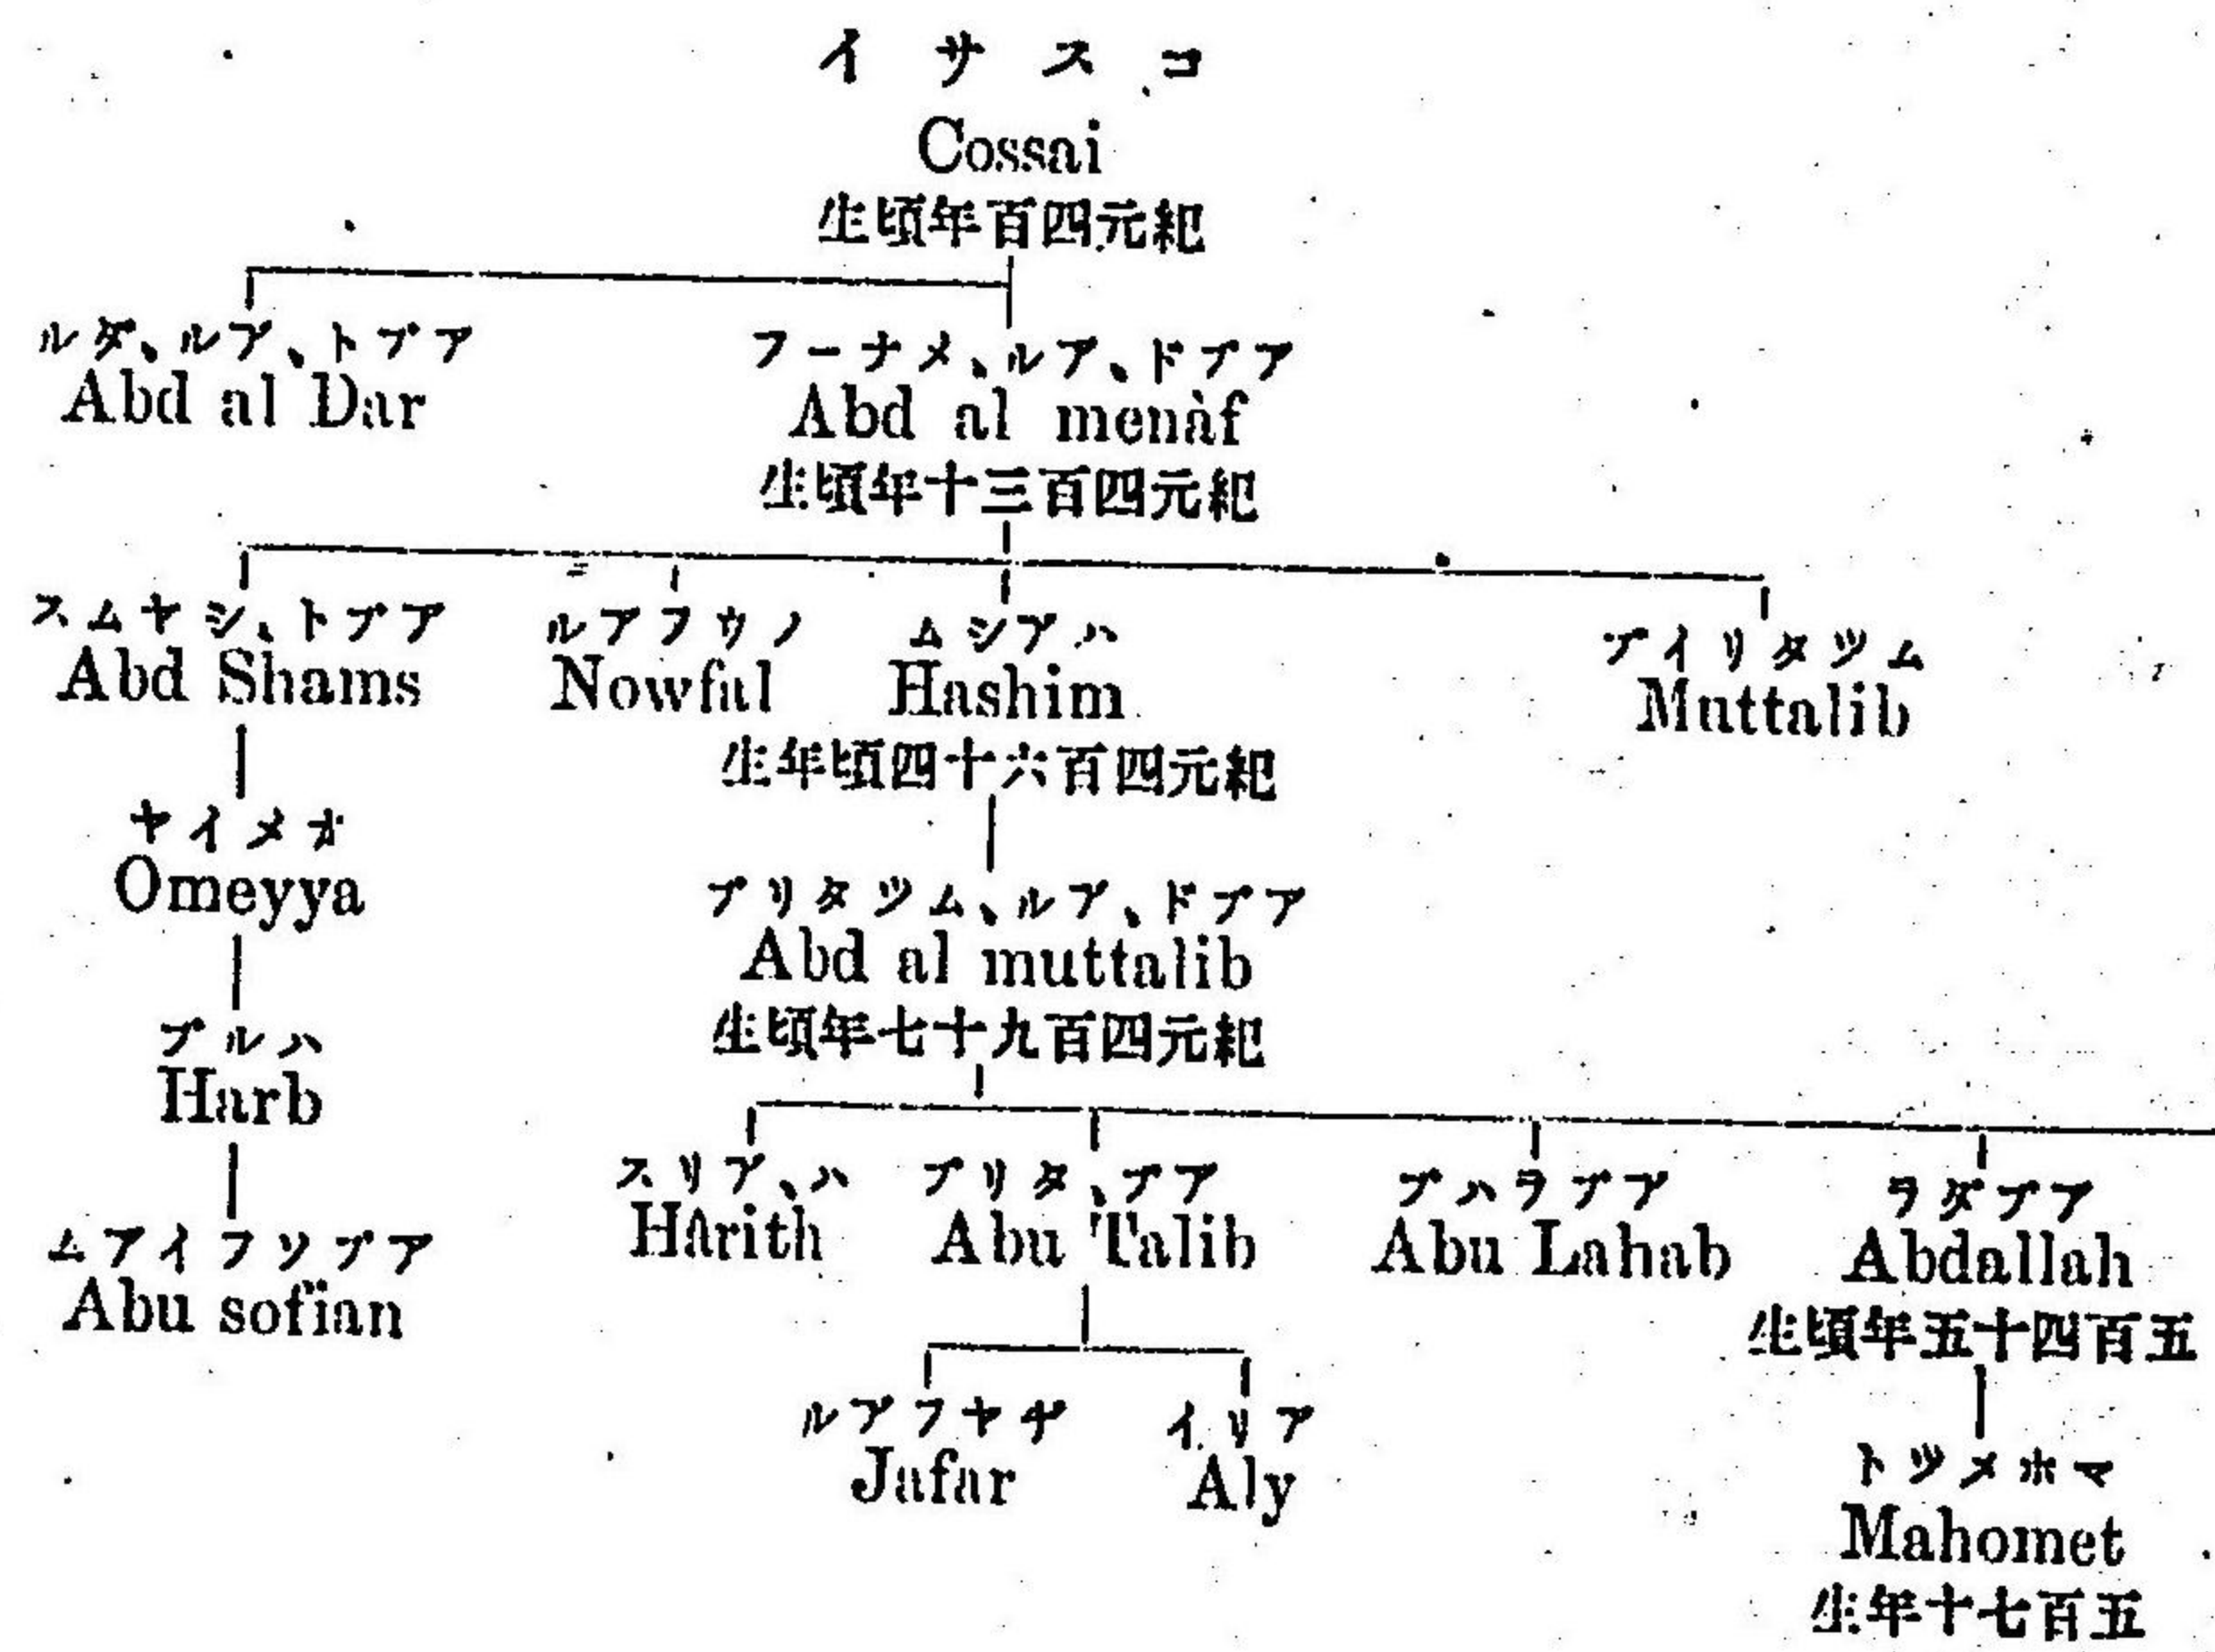 コスサイ
Cossai
紀元四百年頃生
アブト、アル、ダル
Abd al Dar
アブド、アル、メナーフ
Abd al menàf
紀元四百三十年頃生
アブト、シヤムス
Abd Shams
ノウフアル
Nowful
ハアシム
Hashim
紀元四百六十四頃年生
ムツタリイブ
Muttalib
オメイヤ
Omeyya
アブド、アル、ムツタリブ
Abd al muttalib
紀元四百九十七年頃生
ハルブ
Harb
ハ、アリス
Hârith
アブ、タリブ
Abu Talib
アブヲハブ
Abu Lahab
アブダヲ
Abdallah
五百四十五年頃生
アブソフイアム
Abu sofian
ヂヤフアル
Jafar
アリイ
Aly
マホメツト
Mahomet
五百七十年生